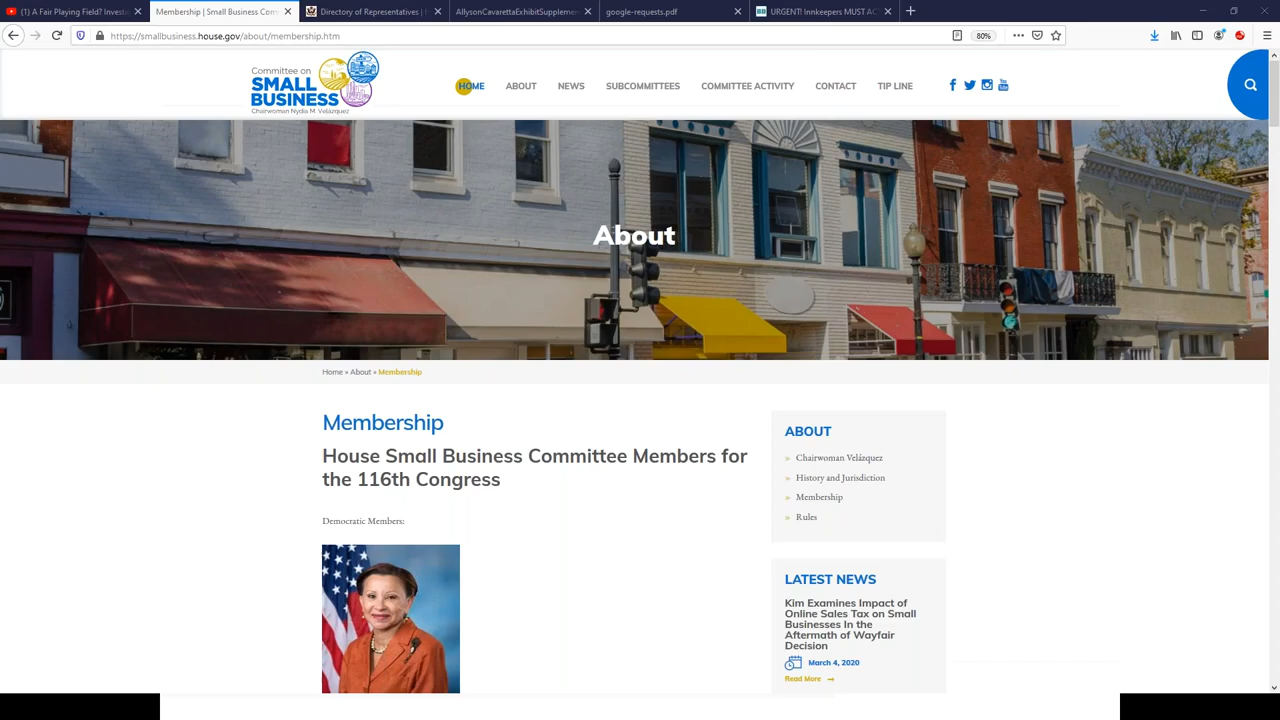 (1) A Fair Playing Field? Investi
Membership | Small Business Com
Directory of Representatives |
AllysonCavarettaExhibitSupplemen
google-requests.pdf
URGENT! Innkeepers MUST AC
https://smallbusiness.house.gov/about/membership.htm
80%
Committee on
SMALL
BUSINESS
Chairwoman Nydia M. Velázquez
HOME
ABOUT
NEWS
SUBCOMMITTEES
COMMITTEE ACTIVITY
CONTACT
TIP LINE
About
Home » About » Membership
Membership
House Small Business Committee Members for
the 116th Congress
Democratic Members:
ABOUT
» Chairwoman Velázquez
» History and Jurisdiction
» Membership
» Rules
LATEST NEWS
Kim Examines Impact of
Online Sales Tax on Small
Businesses In the
Aftermath of Wayfair
Decision
March 4, 2020
Read More